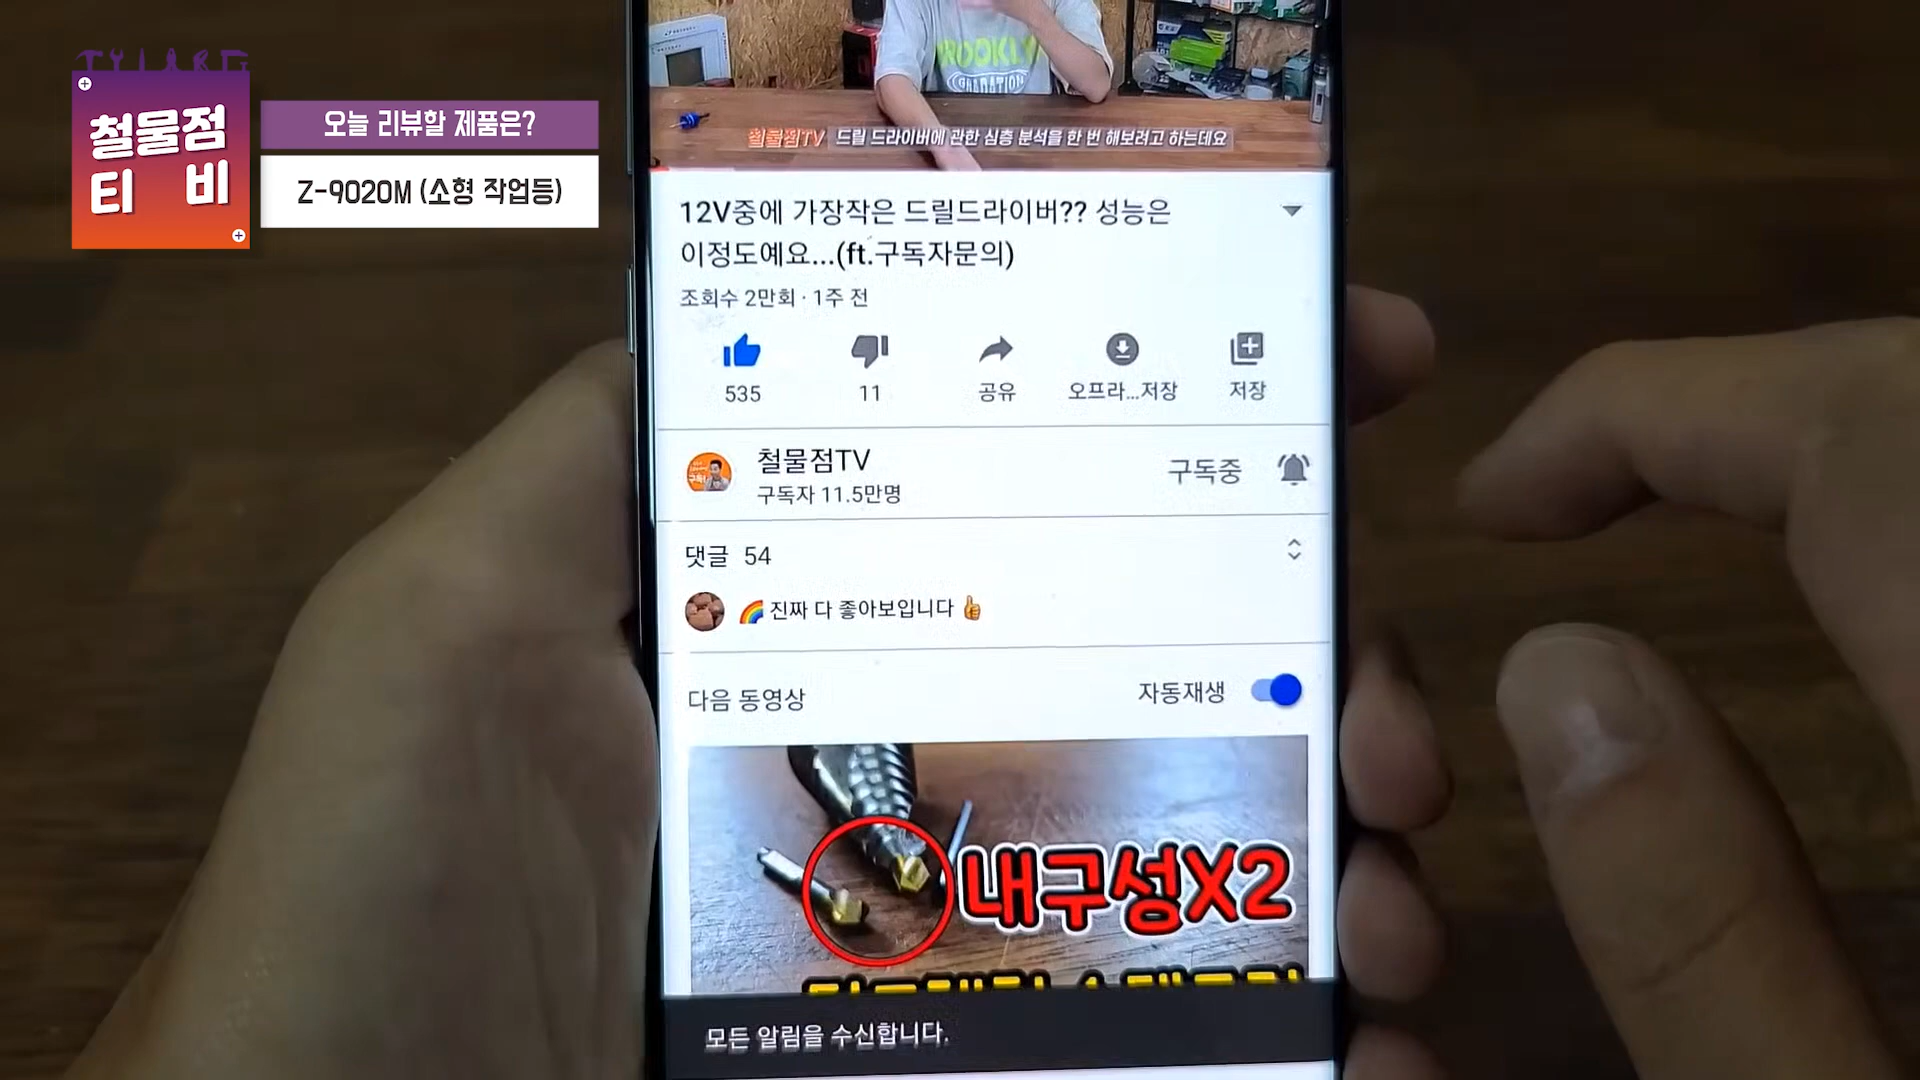 철물점
티비
오늘 리뷰할 제품은?
Z-9020M (소형 작업등)
BROOKLYN
GRADATION
철물점TV 드릴 드라이버에 관한 심층 분석을 한 번 해보려고 하는데요
12V중에 가장작은 드릴드라이버?? 성능은
이정도예요...(ft.구독자문의)
조회수 2만회 · 1주 전
535
11
공유
오프라...저장
저장
철물점TV
구독자 11.5만명
구독중
댓글 54
🌈 진짜 다 좋아보입니다 👍
다음 동영상
자동재생
내구성X2
모든 알림을 수신합니다.